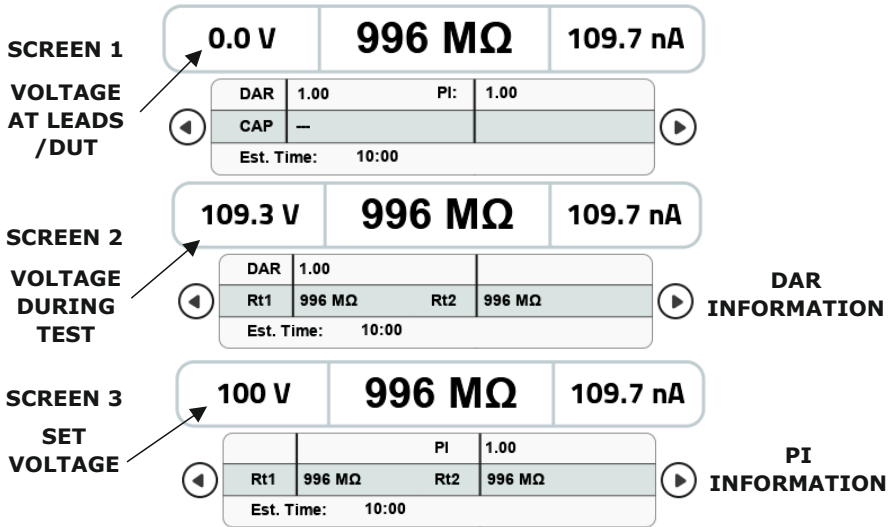 SCREEN 1
VOLTAGE
AT LEADS
/DUT
0.0 V 996 MΩ 109.7 nA
DAR 1.00 PI: 1.00
CAP ---
Est. Time: 10:00
SCREEN 2
VOLTAGE
DURING
TEST
109.3 V 996 MΩ 109.7 nA
DAR 1.00
Rt1 996 MΩ Rt2 996 MΩ
Est. Time: 10:00
DAR
INFORMATION
SCREEN 3
SET
VOLTAGE
100 V 996 MΩ 109.7 nA
PI 1.00
Rt1 996 MΩ Rt2 996 MΩ
Est. Time: 10:00
PI
INFORMATION